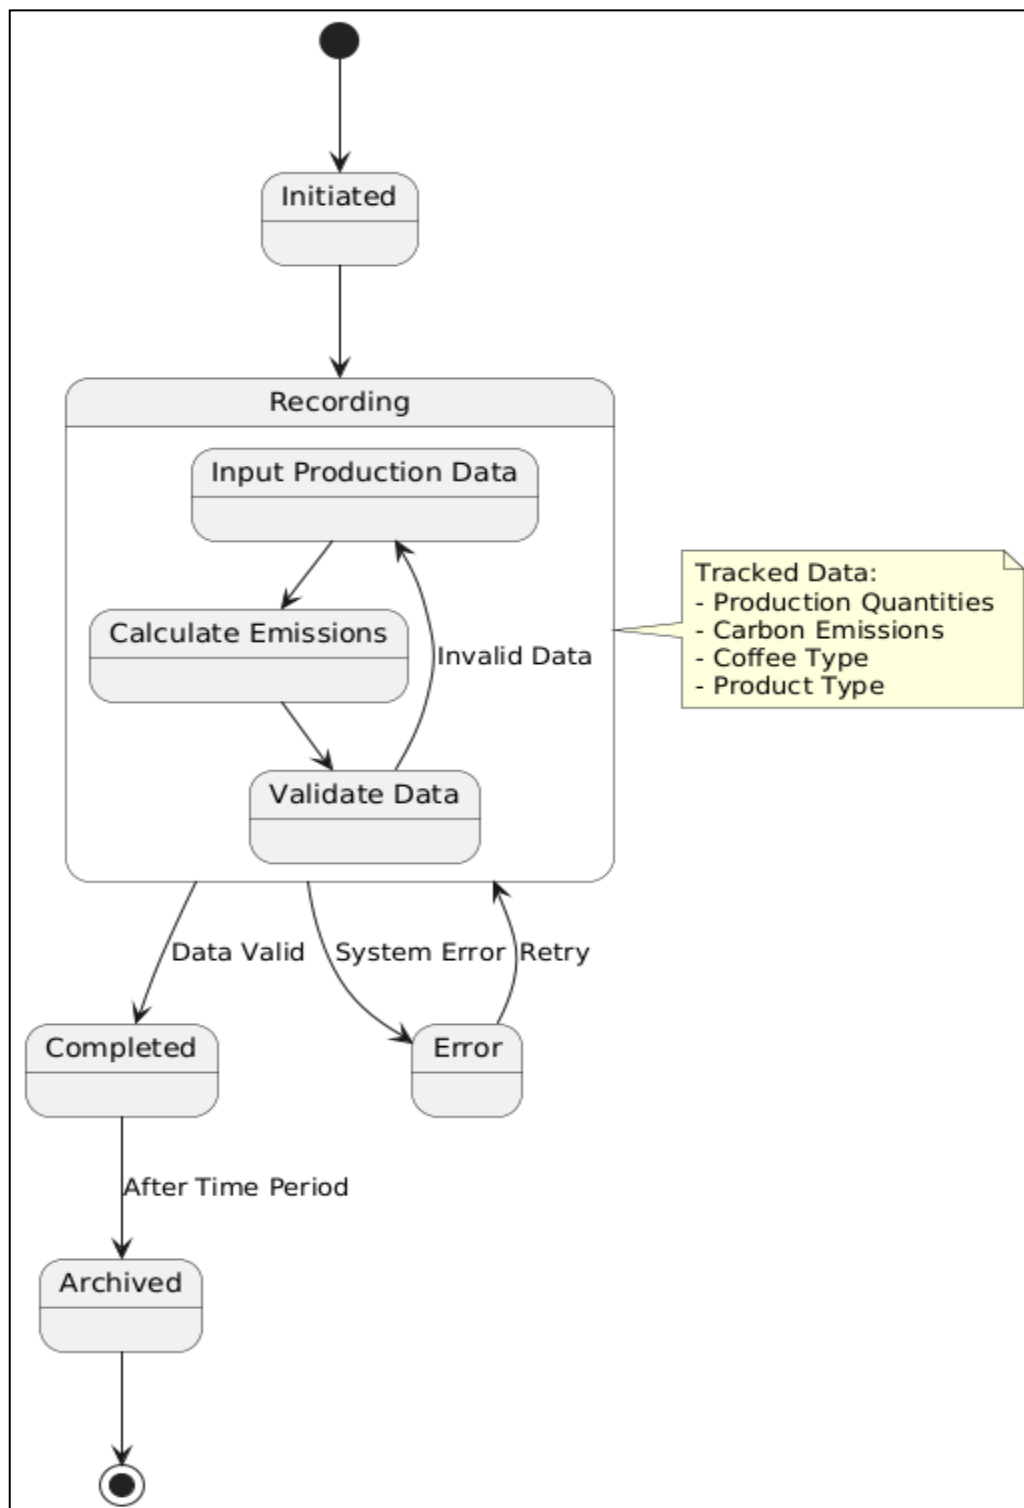 Initiated
Recording
Input Production Data
Calculate Emissions
Invalid Data
Validate Data
Tracked Data:
- Production Quantities
- Carbon Emissions
- Coffee Type
- Product Type
Data Valid
System Error
Retry
Completed
Error
After Time Period
Archived